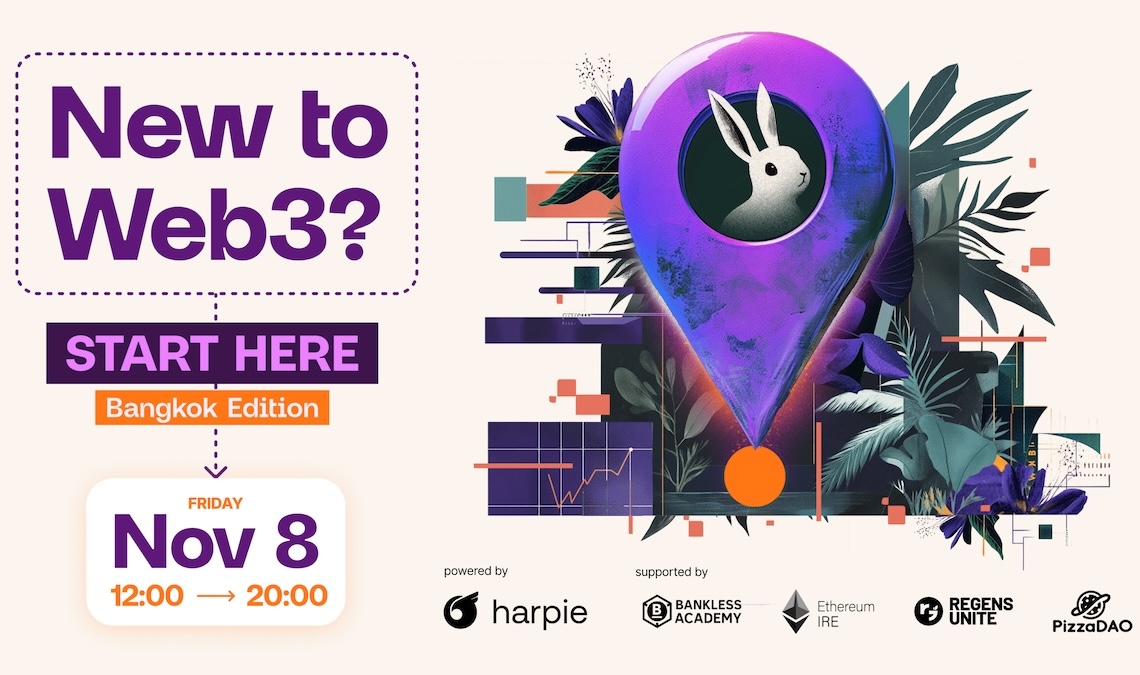 New to
Web3?
START HERE
Bangkok Edition
FRIDAY
Nov 8
12:00 → 20:00
powered by
harpie
supported by
BANKLESS
ACADEMY
Ethereum
IRE
REGENS
UNITE
PizzaDAO